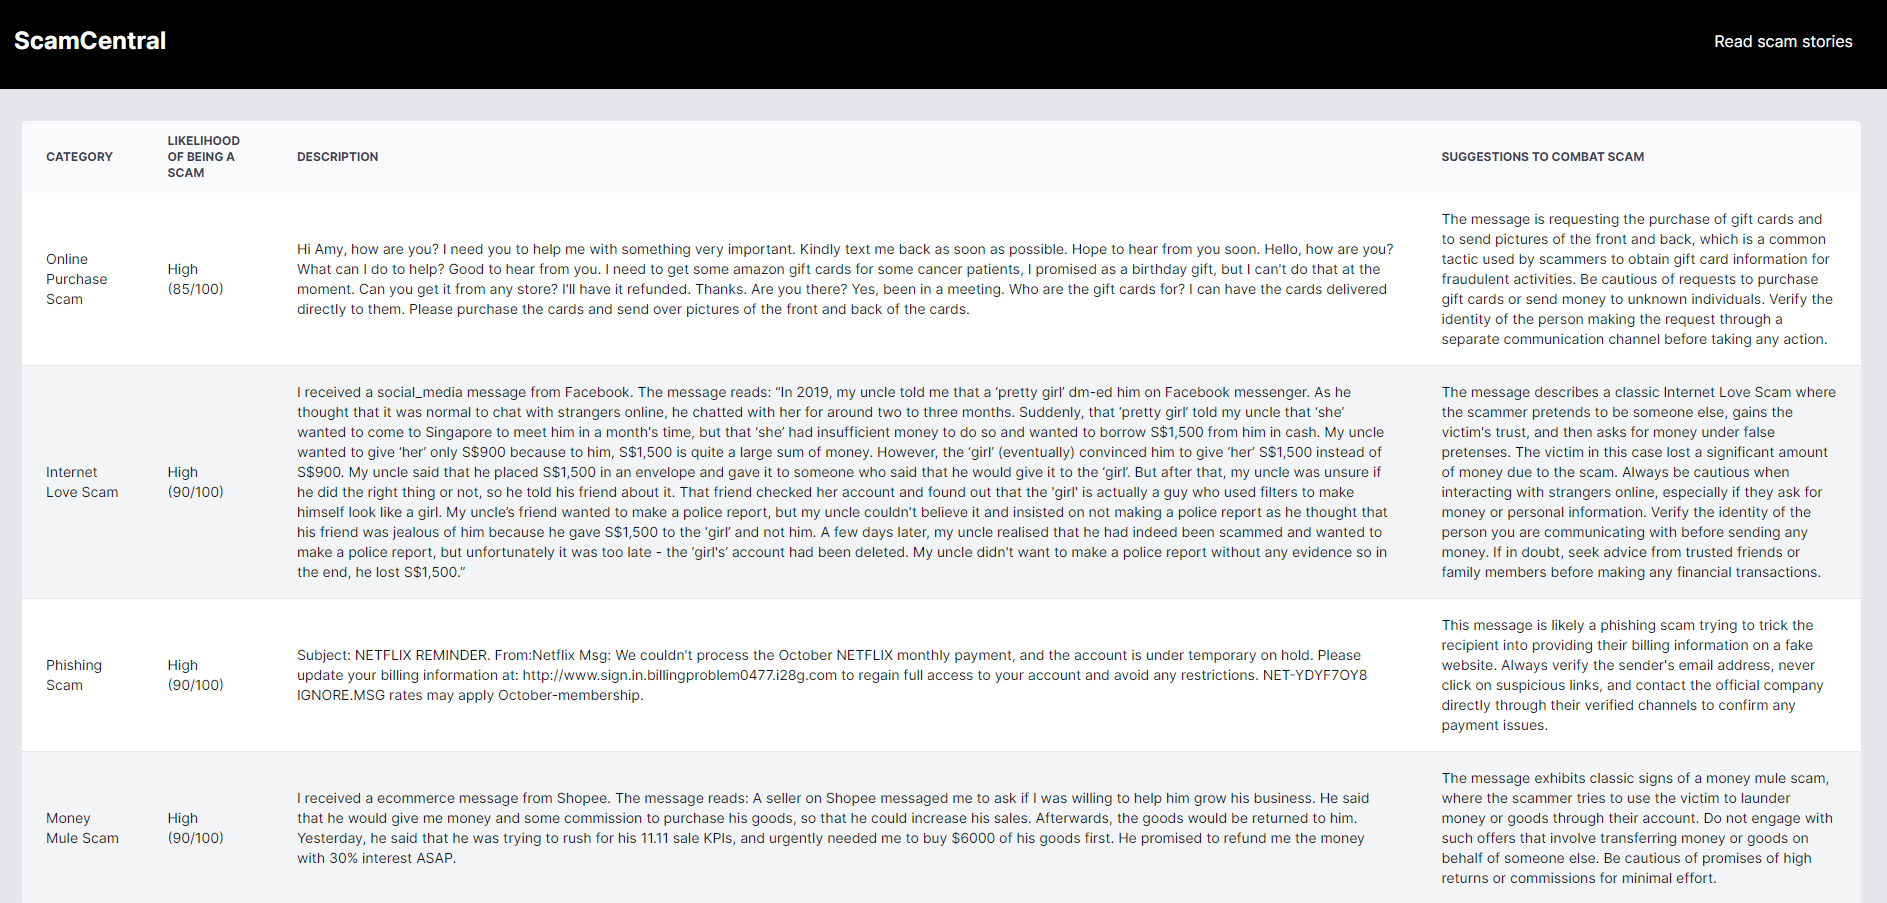 ScamCentral
Read scam stories
CATEGORY
LIKELIHOOD
OF BEING A
SCAM
DESCRIPTION
SUGGESTIONS TO COMBAT SCAM
Online
Purchase
Scam
High
(85/100)
Hi Amy, how are you? I need you to help me with something very important. Kindly text me back as soon as possible. Hope to hear from you soon. Hello, how are you?
What can I do to help? Good to hear from you. I need to get some amazon gift cards for some cancer patients, I promised as a birthday gift, but I can't do that at the
moment. Can you get it from any store? I'll have it refunded. Thanks. Are you there? Yes, been in a meeting. Who are the gift cards for? I can have the cards delivered
directly to them. Please purchase the cards and send over pictures of the front and back of the cards.
The message is requesting the purchase of gift cards and
to send pictures of the front and back, which is a common
tactic used by scammers to obtain gift card information for
fraudulent activities. Be cautious of requests to purchase
gift cards or send money to unknown individuals. Verify the
identity of the person making the request through a
separate communication channel before taking any action.
Internet
Love Scam
High
(90/100)
I received a social_media message from Facebook. The message reads: “In 2019, my uncle told me that a ‘pretty girl’ dm-ed him on Facebook messenger. As he
thought that it was normal to chat with strangers online, he chatted with her for around two to three months. Suddenly, that ‘pretty girl’ told my uncle that ‘she’
wanted to come to Singapore to meet him in a month's time, but that ‘she’ had insufficient money to do so and wanted to borrow S$1,500 from him in cash. My uncle
wanted to give ‘her’ only S$900 because to him, S$1,500 is quite a large sum of money. However, the ‘girl’ (eventually) convinced him to give ‘her’ S$1,500 instead of
S$900. My uncle said that he placed S$1,500 in an envelope and gave it to someone who said that he would give it to the ‘girl’. But after that, my uncle was unsure if
he did the right thing or not, so he told his friend about it. That friend checked her account and found out that the 'girl' is actually a guy who used filters to make
himself look like a girl. My uncle’s friend wanted to make a police report, but my uncle couldn't believe it and insisted on not making a police report as he thought that
his friend was jealous of him because he gave S$1,500 to the ‘girl’ and not him. A few days later, my uncle realised that he had indeed been scammed and wanted to
make a police report, but unfortunately it was too late - the ‘girl's’ account had been deleted. My uncle didn't want to make a police report without any evidence so in
the end, he lost S$1,500.”
The message describes a classic Internet Love Scam where
the scammer pretends to be someone else, gains the
victim's trust, and then asks for money under false
pretenses. The victim in this case lost a significant amount
of money due to the scam. Always be cautious when
interacting with strangers online, especially if they ask for
money or personal information. Verify the identity of the
person you are communicating with before sending any
money. If in doubt, seek advice from trusted friends or
family members before making any financial transactions.
Phishing
Scam
High
(90/100)
Subject: NETFLIX REMINDER. From:Netflix Msg: We couldn't process the October NETFLIX monthly payment, and the account is under temporary on hold. Please
update your billing information at: http://www.sign.in.billingproblem0477.i28g.com to regain full access to your account and avoid any restrictions. NET-YDYF7OY8
IGNORE.MSG rates may apply October-membership.
This message is likely a phishing scam trying to trick the
recipient into providing their billing information on a fake
website. Always verify the sender's email address, never
click on suspicious links, and contact the official company
directly through their verified channels to confirm any
payment issues.
Money
Mule Scam
High
(90/100)
I received a ecommerce message from Shopee. The message reads: A seller on Shopee messaged me to ask if I was willing to help him grow his business. He said
that he would give me money and some commission to purchase his goods, so that he could increase his sales. Afterwards, the goods would be returned to him.
Yesterday, he said that he was trying to rush for his 11.11 sale KPIs, and urgently needed me to buy $6000 of his goods first. He promised to refund me the money
with 30% interest ASAP.
The message exhibits classic signs of a money mule scam,
where the scammer tries to use the victim to launder
money or goods through their account. Do not engage with
such offers that involve transferring money or goods on
behalf of someone else. Be cautious of promises of high
returns or commissions for minimal effort.